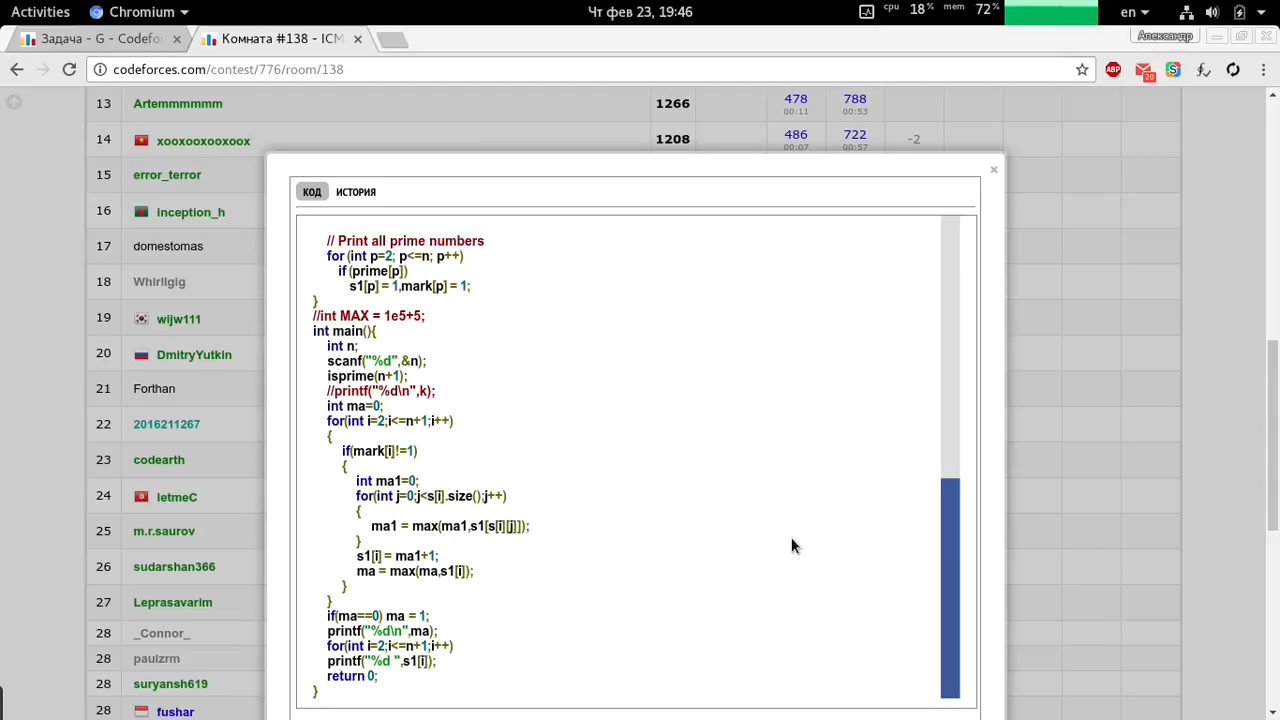 Activities Chromium Чт фев 23, 19:46 cpu 18% mem 72% en
Задача - G - Codefor × Комната #138 - ICM × Александр
codeforces.com/contest/776/room/138 ABP 20
13 Artemmmmmm 1266 478 788
00:11 00:53
14 xooxooxooxoox 1208 486 722 -2
00:07 00:57
15 error_terror
16 inception_h
17 domestomas
18 Whirligig
19 wijw111
20 DmitryYutkin
21 Forthan
22 2016211267
23 codearth
24 letmeC
25 m.r.saurov
26 sudarshan366
27 Leprasavarim
28 _Connor_
28 paulzrm
28 suryansh619
28 fushar
×
КОД ИСТОРИЯ
// Print all prime numbers
for (int p=2; p<=n; p++)
if (prime[p])
s1[p] = 1,mark[p] = 1;
}
//int MAX = 1e5+5;
int main(){
int n;
scanf("%d",&n);
isprime(n+1);
//printf("%d\n",k);
int ma=0;
for(int i=2;i<=n+1;i++)
{
if(mark[i]!=1)
{
int ma1=0;
for(int j=0;j<s[i].size();j++)
{
ma1 = max(ma1,s1[s[i][j]]);
}
s1[i] = ma1+1;
ma = max(ma,s1[i]);
}
}
if(ma==0) ma = 1;
printf("%d\n",ma);
for(int i=2;i<=n+1;i++)
printf("%d ",s1[i]);
return 0;
}